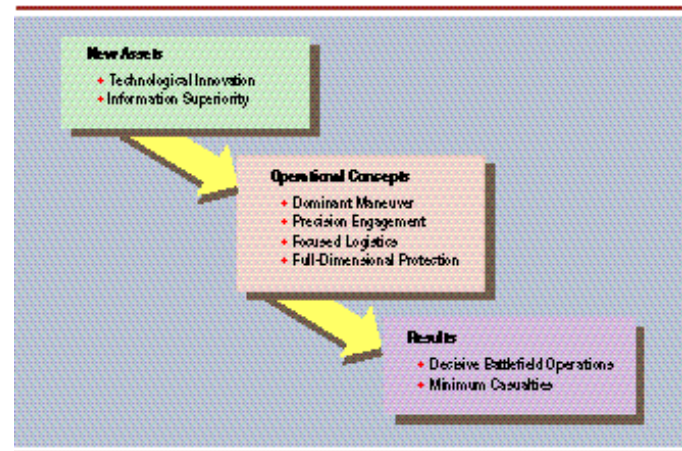 New Assets
Technological Innovation
Information Superiority
Operational Concepts
Dominant Maneuver
Precision Engagement
Focused Logistics
Full-Dimensional Protection
Results
Decisive Battlefield Operations
Minimum Casualties